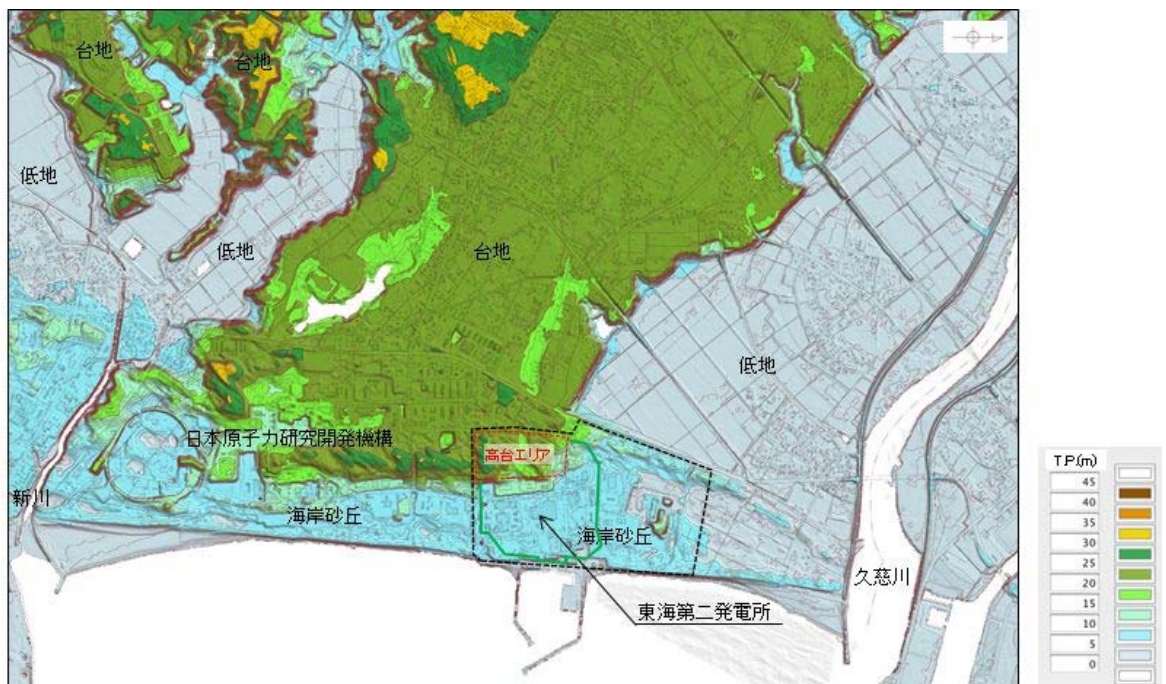 台地
台地
低地
低地
台地
低地
日本原子力研究開発機構
高台エリア
新川
海岸砂丘
海岸砂丘
久慈川
東海第二発電所
T.P.(m)
45
40
35
30
25
20
15
10
5
0